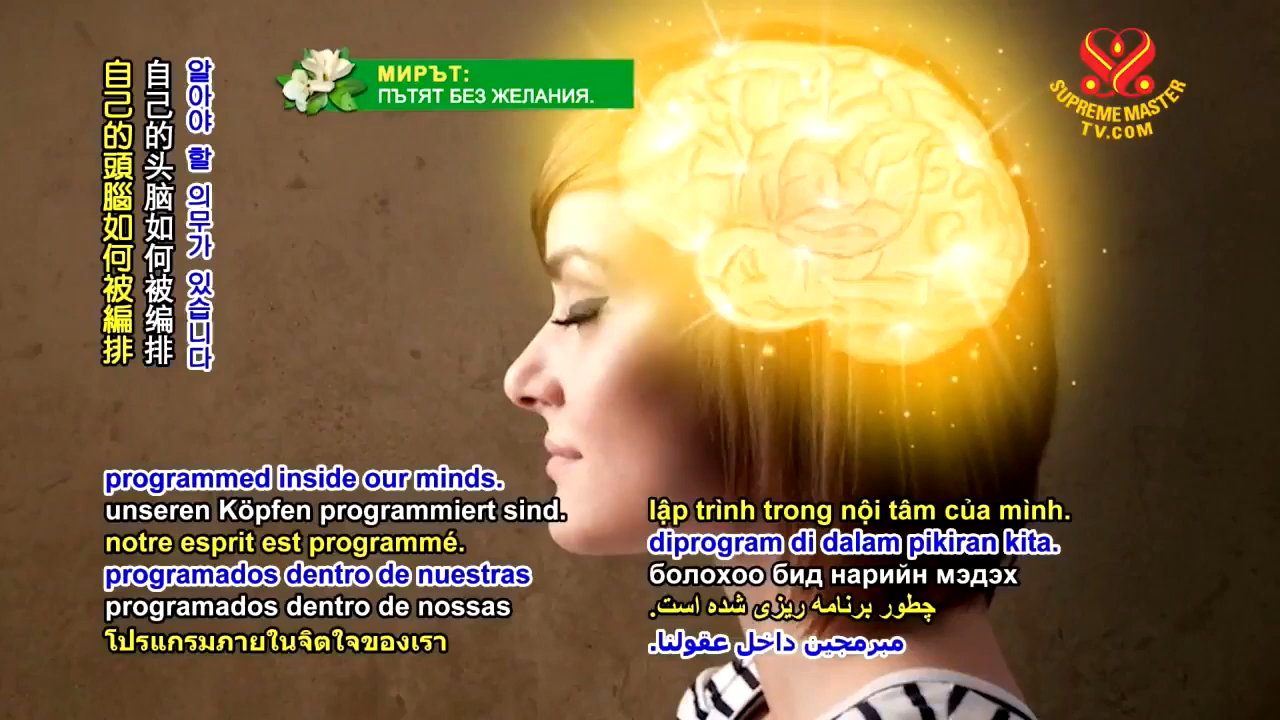 МИРЪТ:
ПЪТЯТ БЕЗ ЖЕЛАНИЯ.
SUPREME MASTER
TV.COM
알아야 할 의무가 있습니다
自己的头脑如何被编排
自己的頭腦如何被編排
programmed inside our minds.
unseren Köpfen programmiert sind.
notre esprit est programmé.
programados dentro de nuestras
programados dentro de nossas
โปรแกรมภายในจิตใจของเรา
lập trình trong nội tâm của mình.
diprogram di dalam pikiran kita.
болохоо бид нарийн мэдэх
چطور برنامه ریزی شده است.
مبرمجين داخل عقولنا.